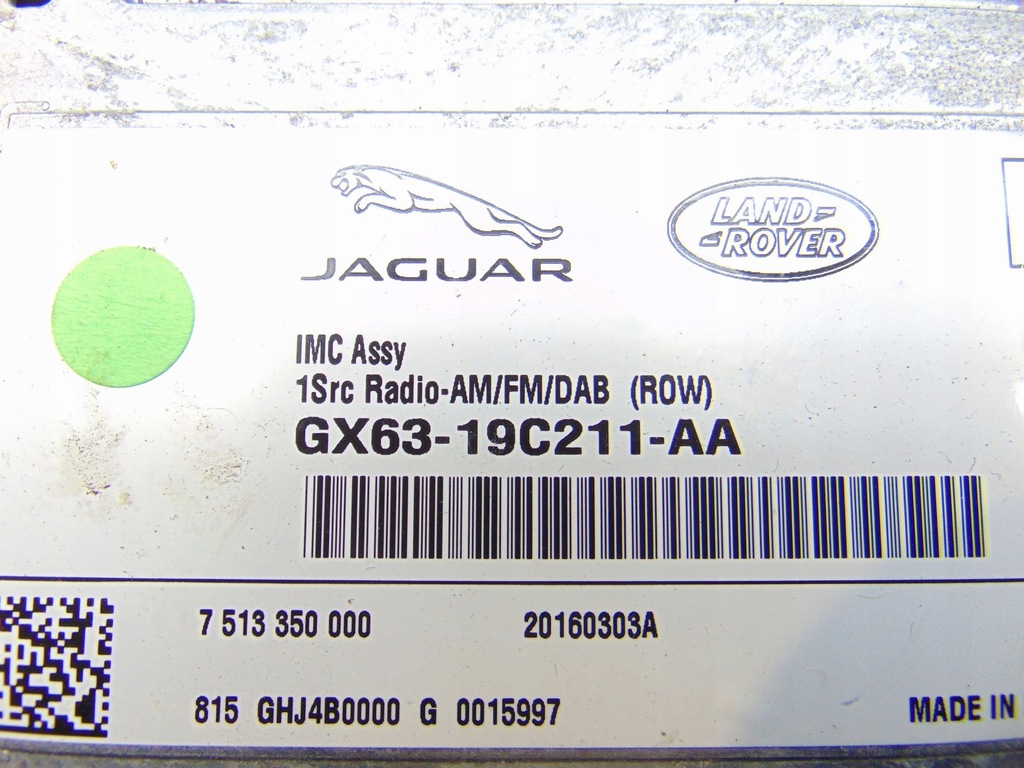 JAGUAR
LAND-
-ROVER
IMC Assy
1Src Radio-AM/FM/DAB (ROW)
GX63-19C211-AA
7 513 350 000
20160303A
815 GHJ4B0000 G 0015997
MADE IN